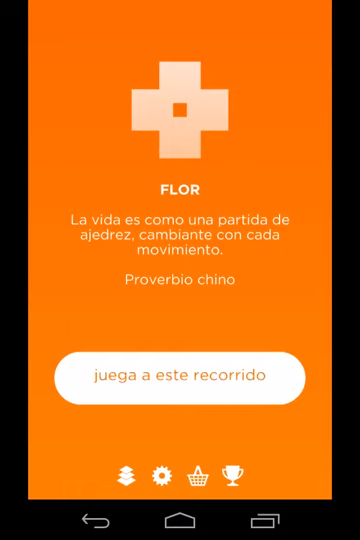 FLOR
La vida es como una partida de
ajedrez, cambiante con cada
movimiento.
Proverbio chino
juega a este recorrido